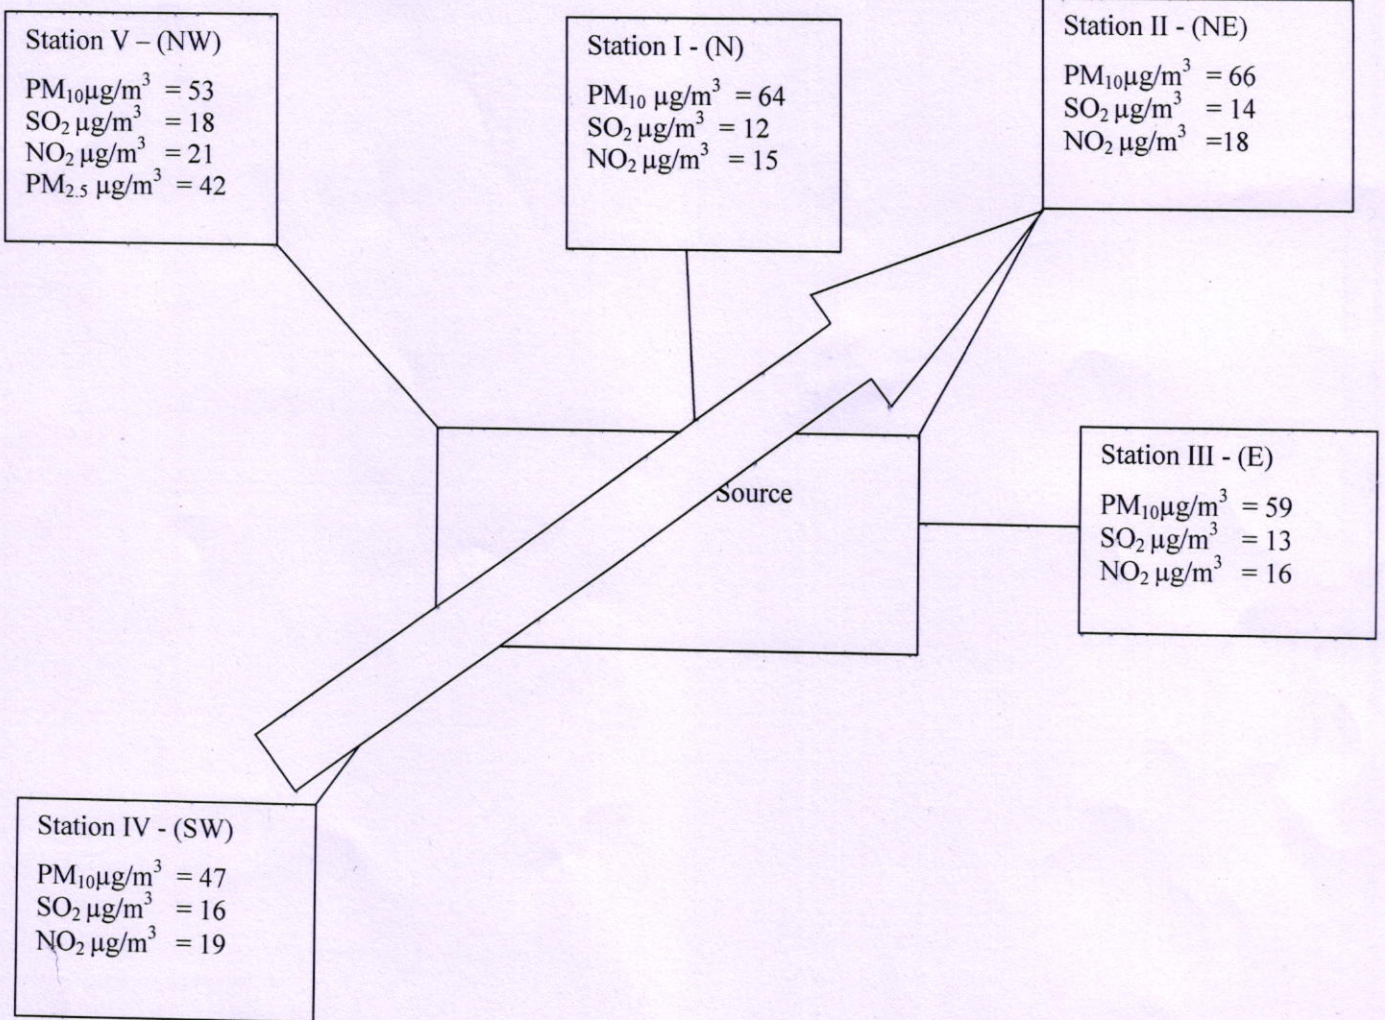 Station V – (NW)
PM₁₀μg/m³ = 53
SO₂ μg/m³ = 18
NO₂ μg/m³ = 21
PM₂.₅ μg/m³ = 42
Station I - (N)
PM₁₀ μg/m³ = 64
SO₂ μg/m³ = 12
NO₂ μg/m³ = 15
Station II - (NE)
PM₁₀μg/m³ = 66
SO₂ μg/m³ = 14
NO₂ μg/m³ =18
Source
Station III - (E)
PM₁₀μg/m³ = 59
SO₂ μg/m³ = 13
NO₂ μg/m³ = 16
Station IV - (SW)
PM₁₀μg/m³ = 47
SO₂ μg/m³ = 16
NO₂ μg/m³ = 19